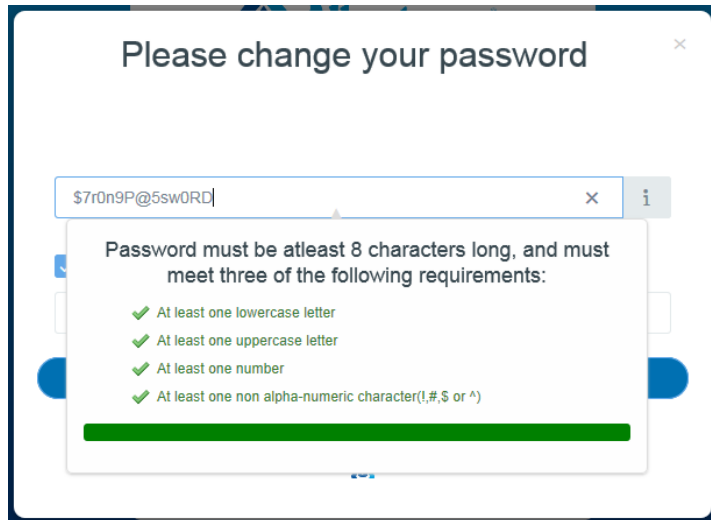 Please change your password
×
$7r0n9P@5sw0RD
×
i
Password must be atleast 8 characters long, and must
meet three of the following requirements:
At least one lowercase letter
At least one uppercase letter
At least one number
At least one non alpha-numeric character(!,#,$ or ^)